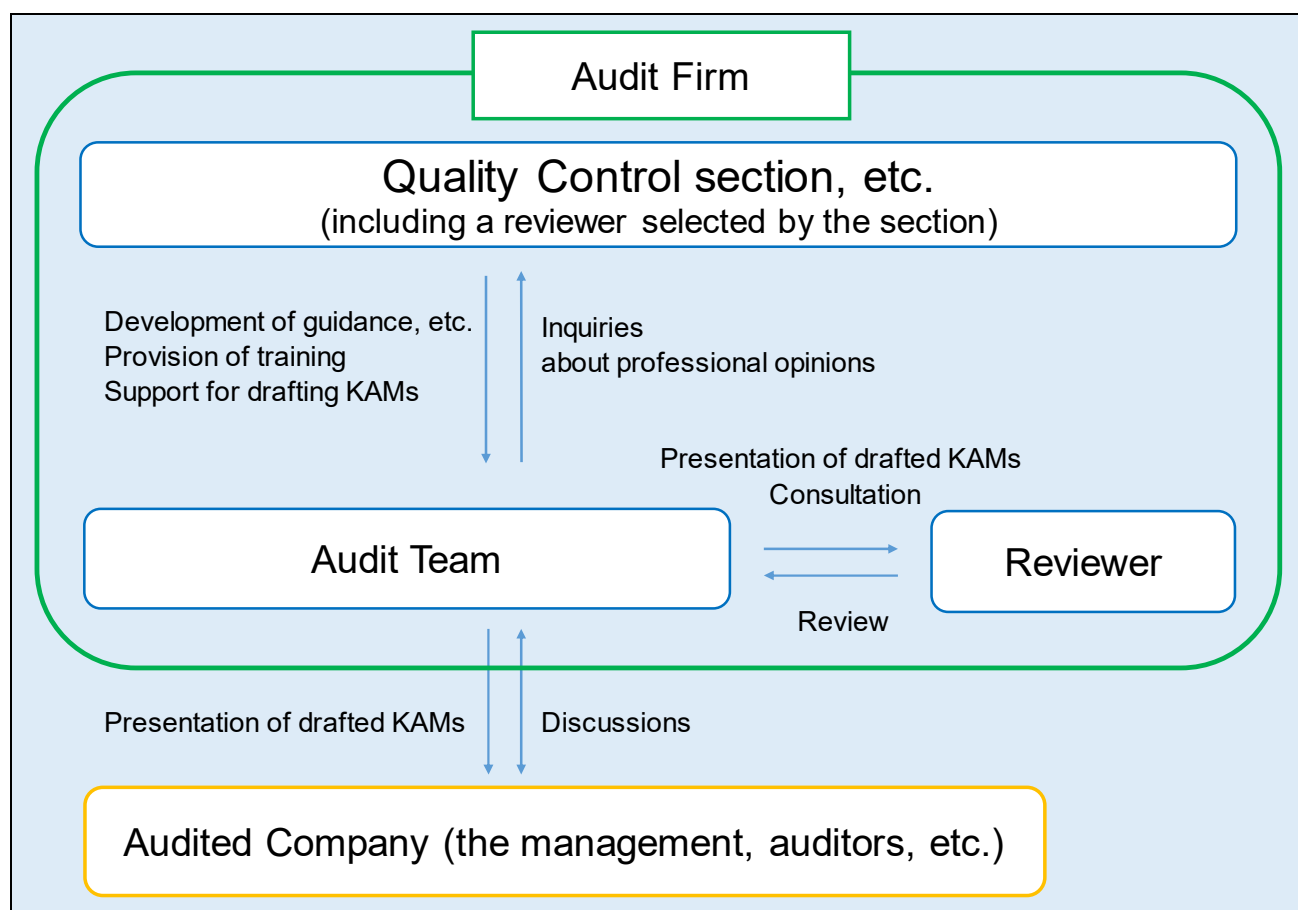 Audit Firm
Quality Control section, etc.
(including a reviewer selected by the section)
Development of guidance, etc.
Provision of training
Support for drafting KAMs
Inquiries
about professional opinions
Presentation of drafted KAMs
Consultation
Audit Team
Reviewer
Review
Presentation of drafted KAMs
Discussions
Audited Company (the management, auditors, etc.)